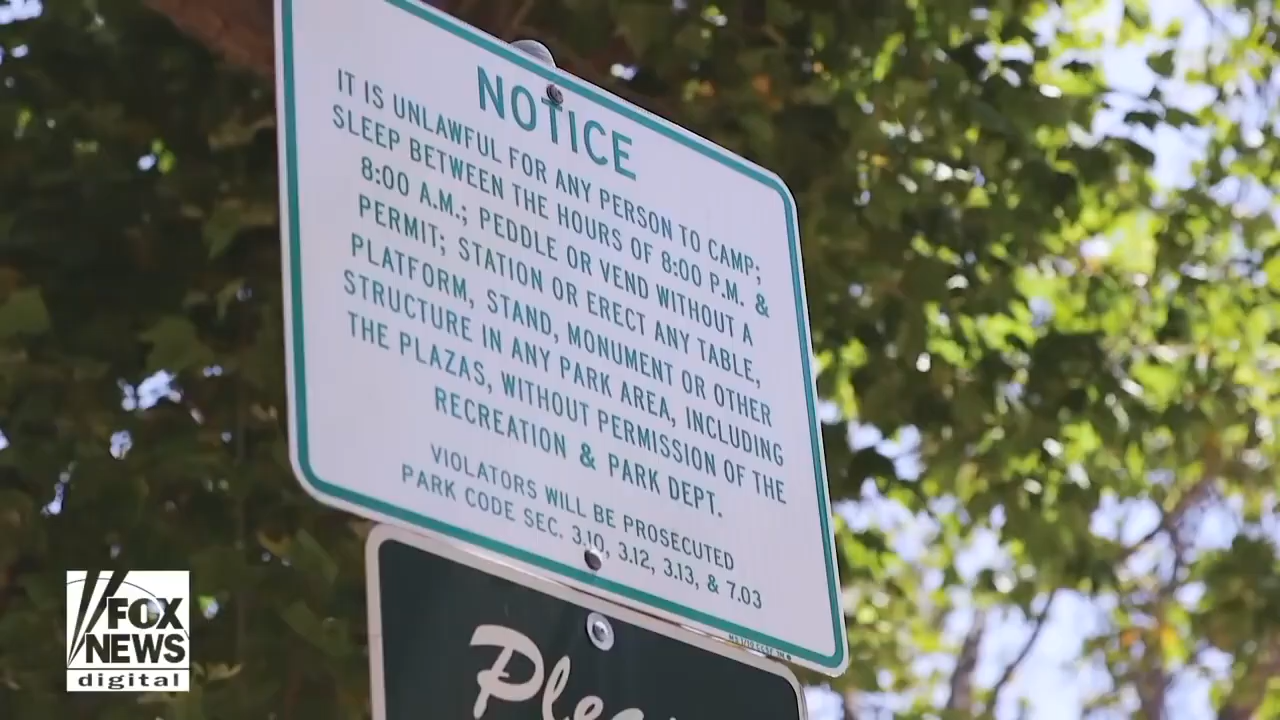 NOTICE
IT IS UNLAWFUL FOR ANY PERSON TO CAMP;
SLEEP BETWEEN THE HOURS OF 8:00 P.M. &
8:00 A.M.; PEDDLE OR VEND WITHOUT A
PERMIT; STATION OR ERECT ANY TABLE,
PLATFORM, STAND, MONUMENT OR OTHER
STRUCTURE IN ANY PARK AREA, INCLUDING
THE PLAZAS, WITHOUT PERMISSION OF THE
RECREATION & PARK DEPT.
VIOLATORS WILL BE PROSECUTED
PARK CODE SEC. 3.10, 3.12, 3.13, & 7.03
FOX
NEWS
digital